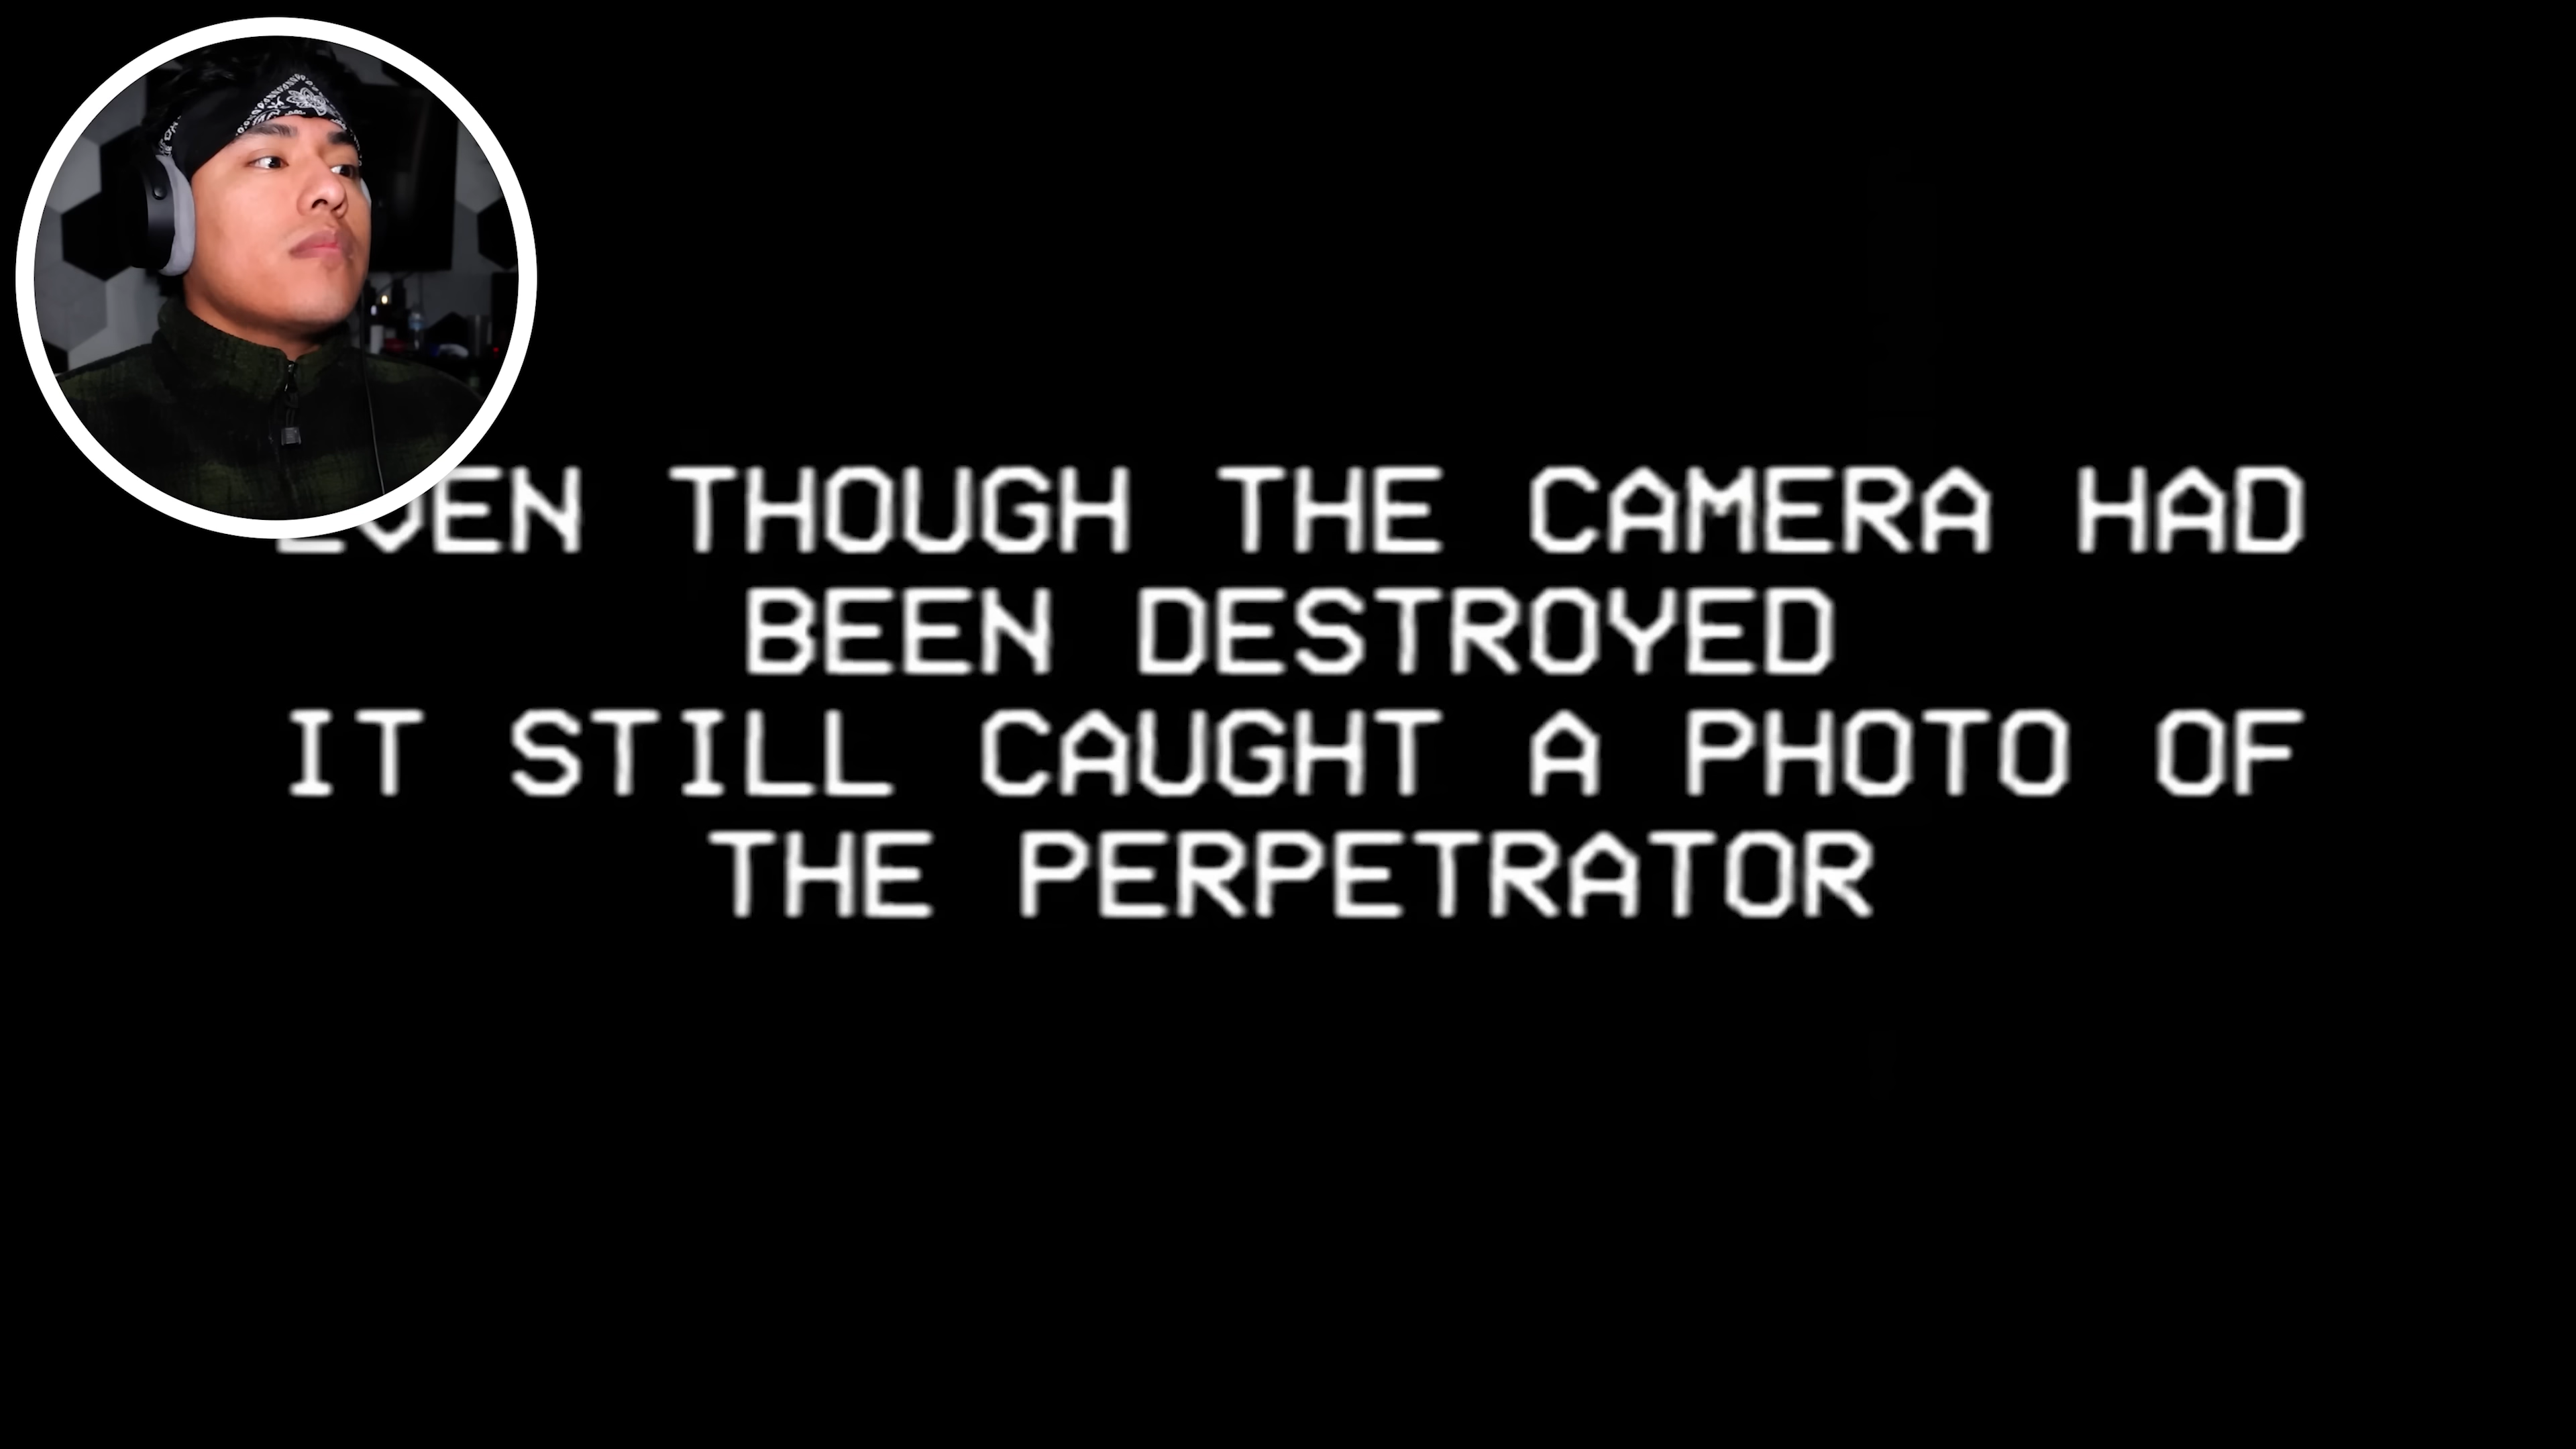 EVEN THOUGH THE CAMERA HAD
BEEN DESTROYED
IT STILL CAUGHT A PHOTO OF
THE PERPETRATOR